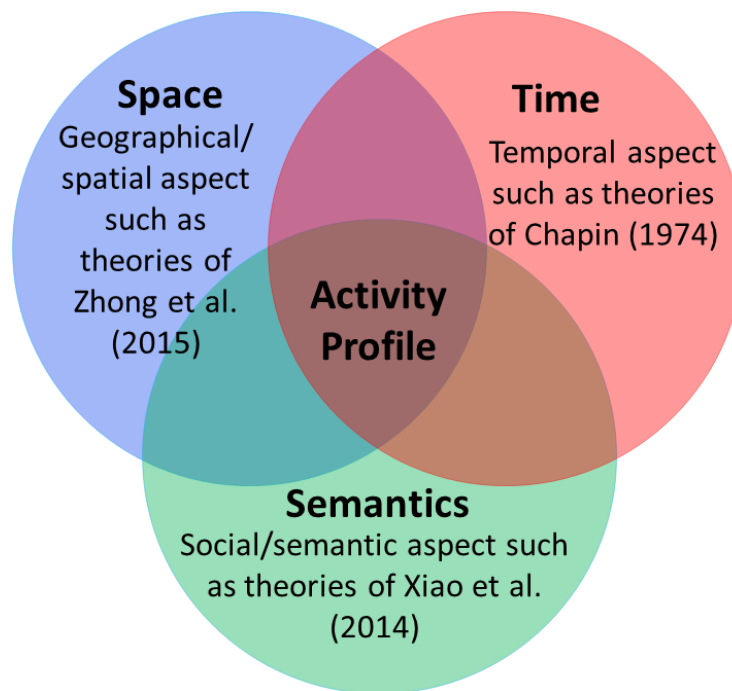 Space
Geographical/
spatial aspect
such as
theories of
Zhong et al.
(2015)
Time
Temporal aspect
such as theories
of Chapin (1974)
Activity
Profile
Semantics
Social/semantic aspect such
as theories of Xiao et al.
(2014)